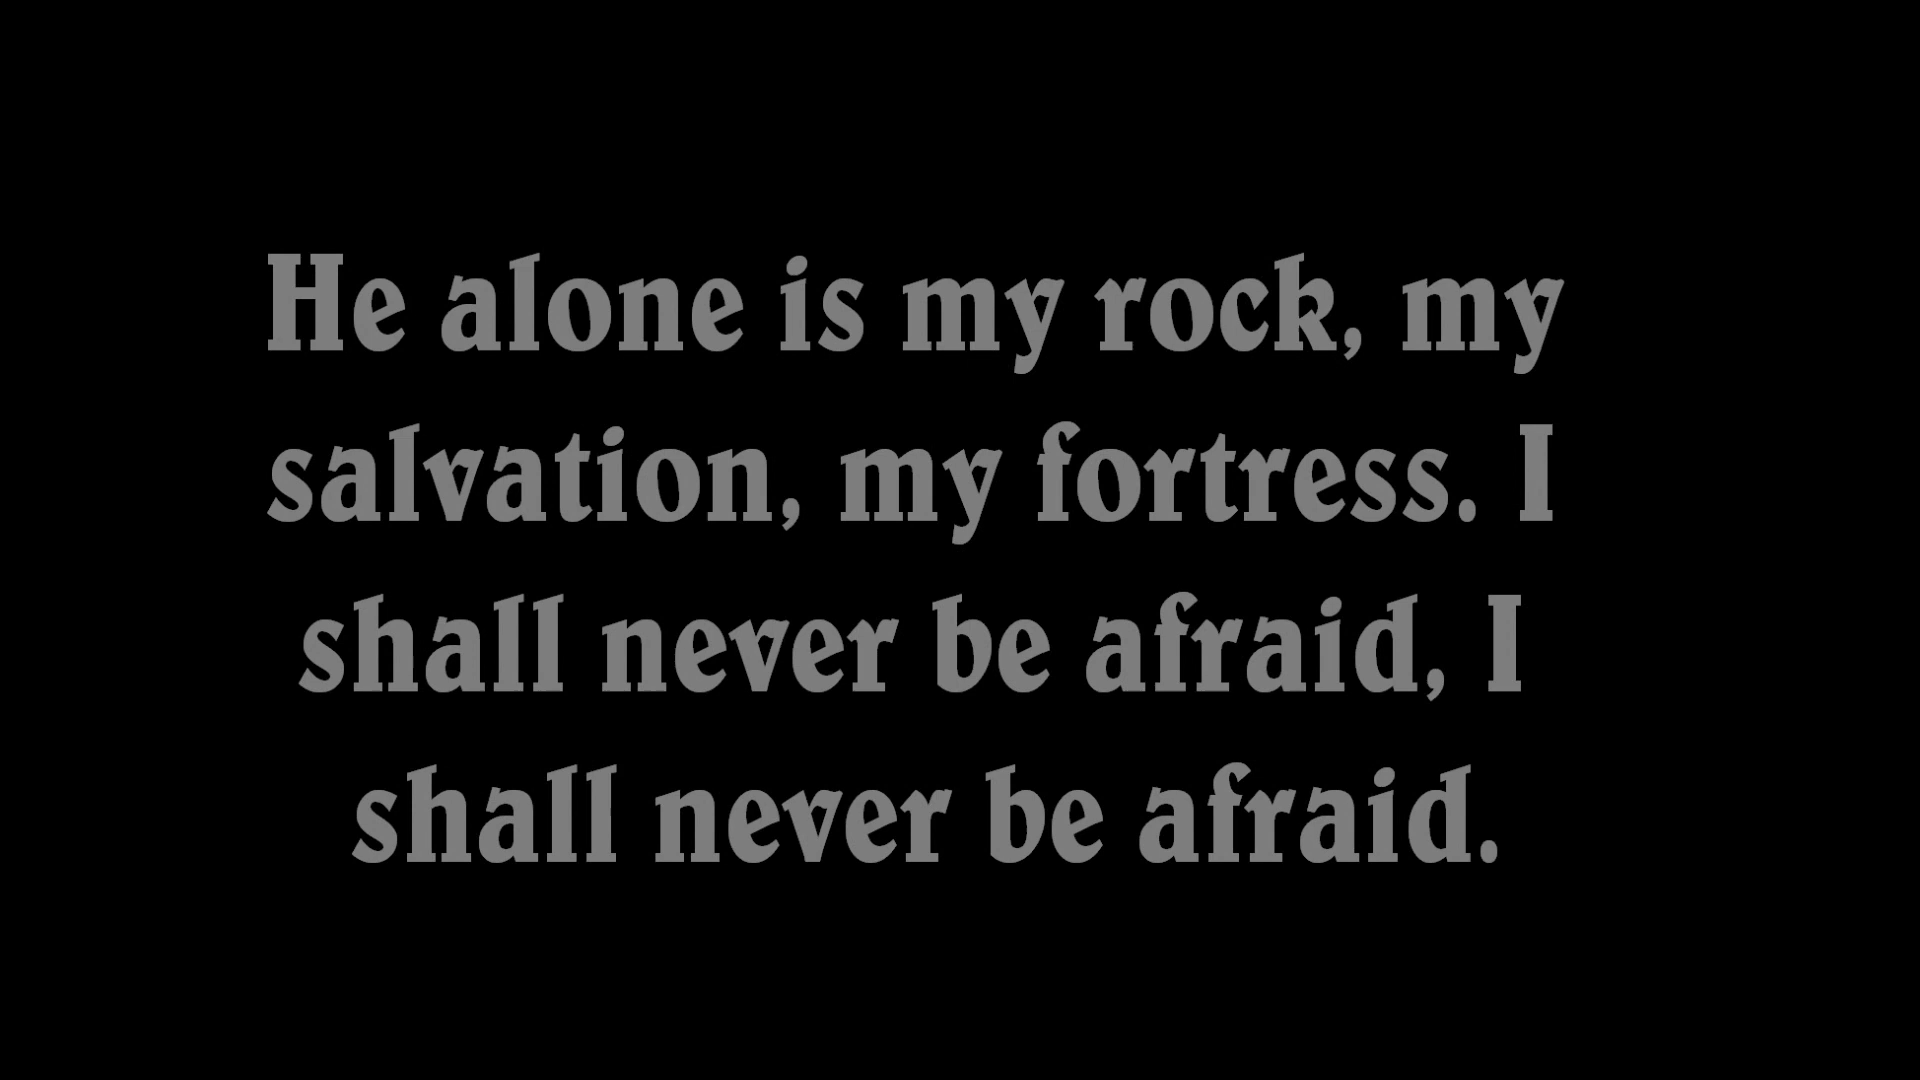 He alone is my rock, my
salvation, my fortress. I
shall never be afraid, I
shall never be afraid.